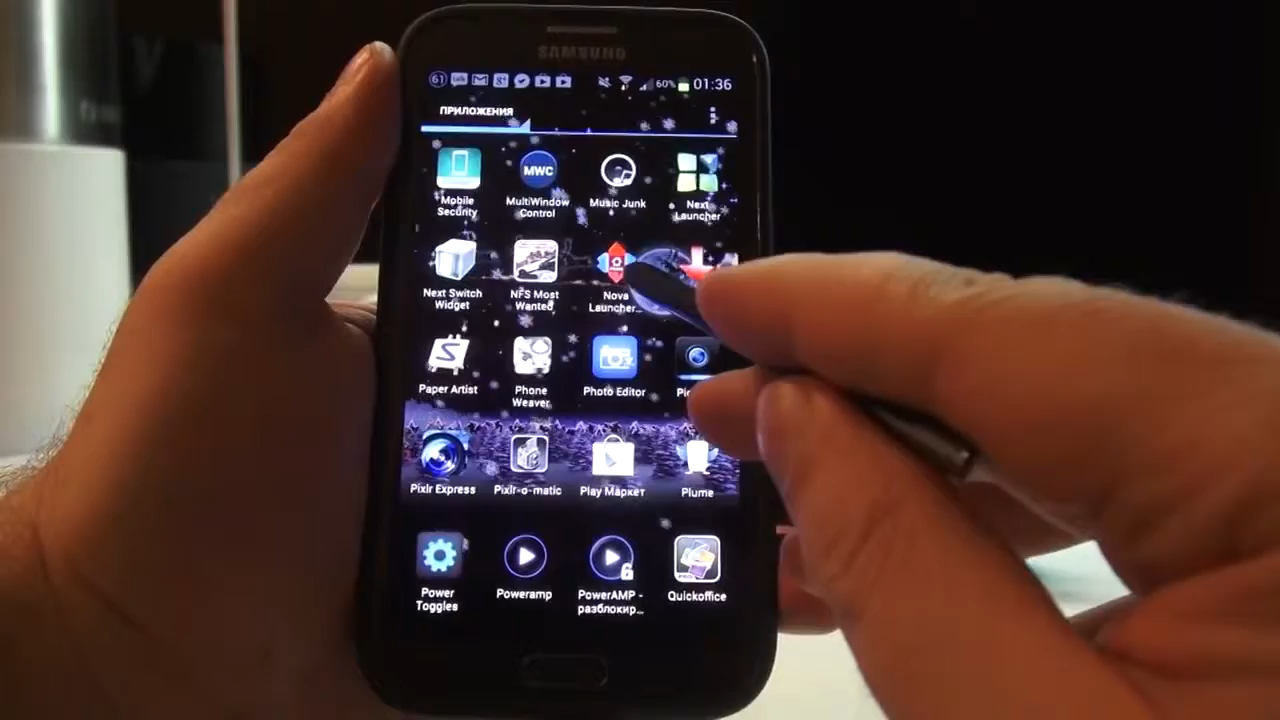 SAMSUNG
61 60% 01:36
ПРИЛОЖЕНИЯ
Mobile
Security
MWC
MultiWindow
Control
Music Junk
Next
Launcher
Next Switch
Widget
NFS Most
Wanted
Nova
Launcher...
Paper Artist
Phone
Weaver
Photo Editor
Pixlr Express
Pixlr-o-matic
Play Маркет
Plume
Power
Toggles
Poweramp
PowerAMP -
разблокир...
PRO
Quickoffice